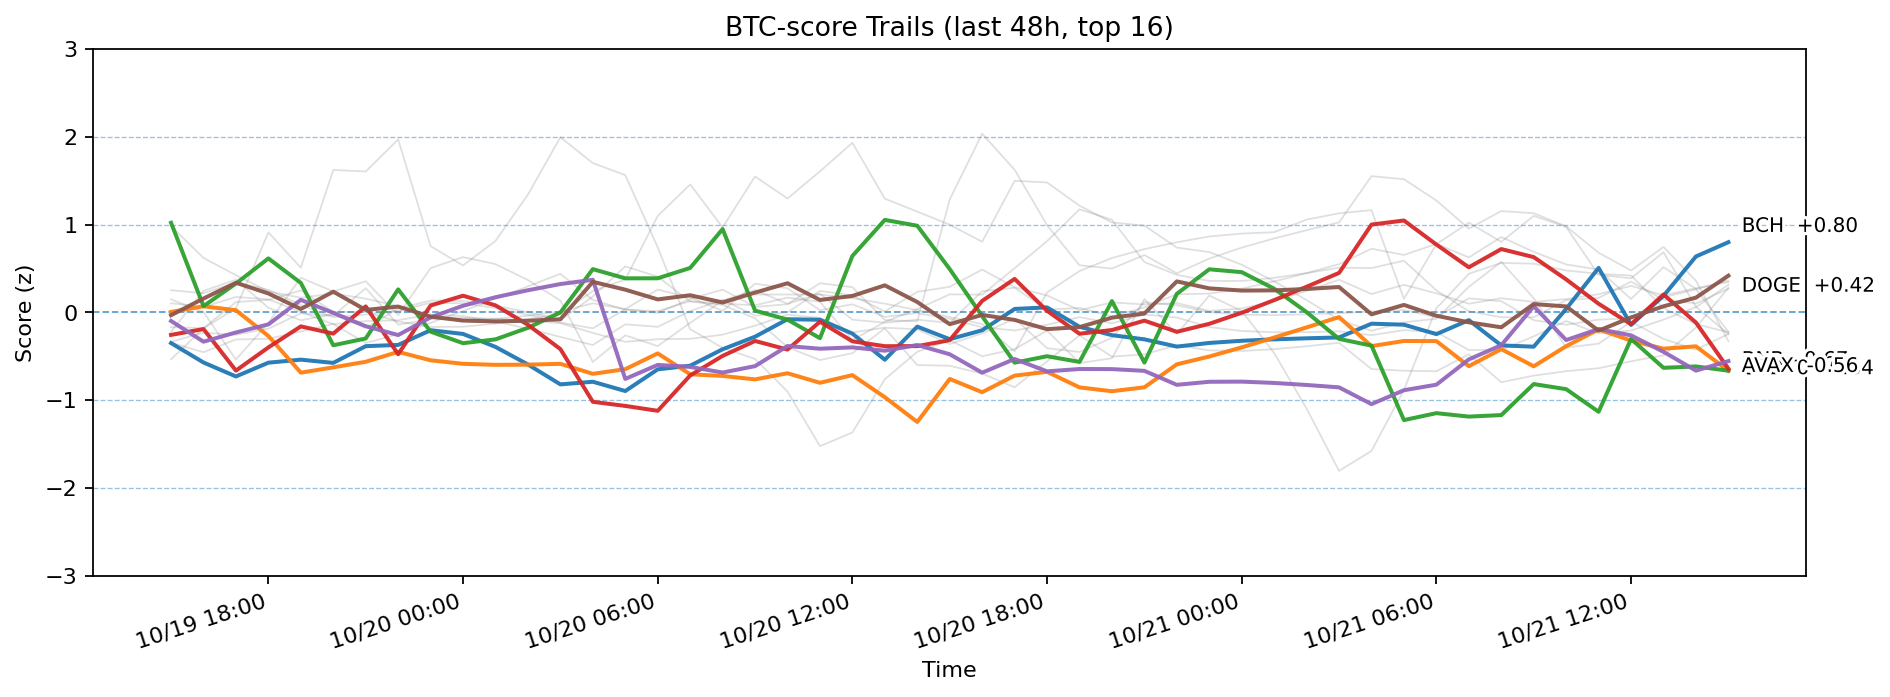 BTC-score Trails (last 48h, top 16)
3
2
1
0
−1
−2
−3
Score (z)
BCH +0.80
DOGE +0.42
AVAX -0.56
10/19 18:00
10/20 00:00
10/20 06:00
10/20 12:00
10/20 18:00
10/21 00:00
10/21 06:00
10/21 12:00
Time